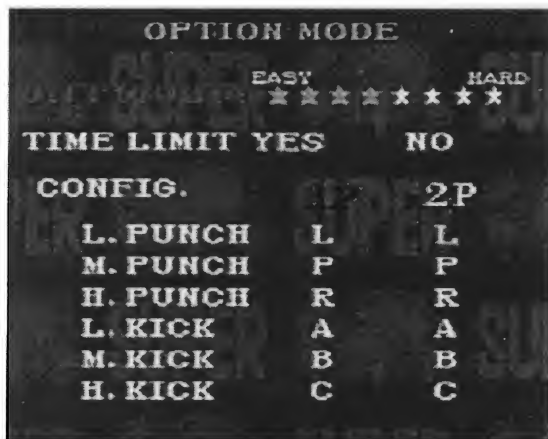 OPTION MODE
EASY HARD
TIME LIMIT YES NO
CONFIG. 2P
L. PUNCH L L
M. PUNCH P P
H. PUNCH R R
L. KICK A A
M. KICK B B
H. KICK C C